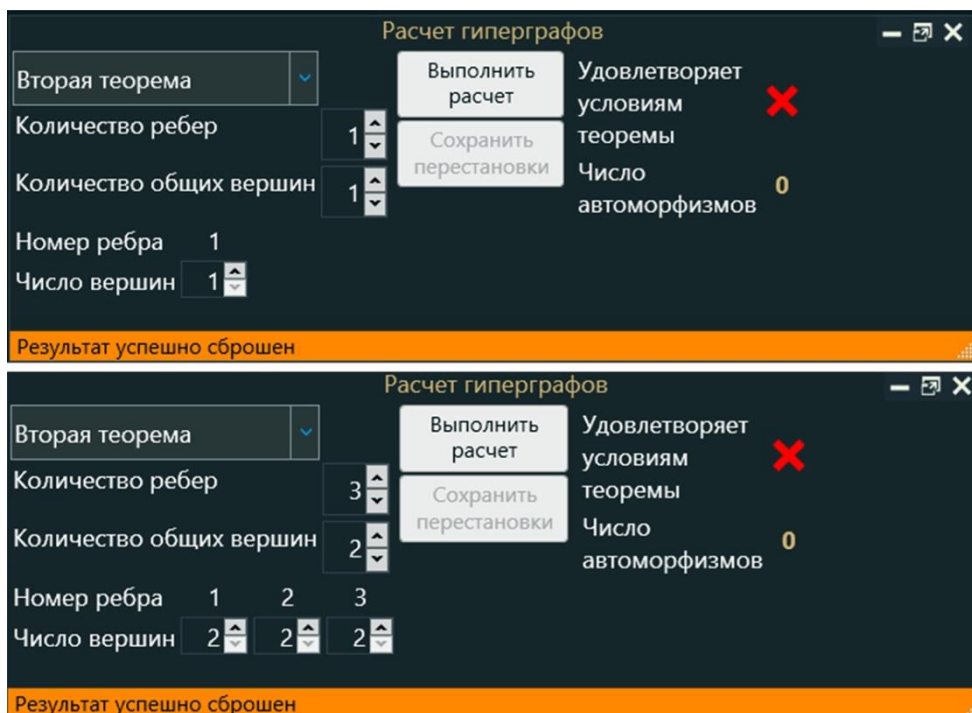 Расчет гиперграфов
Вторая теорема
Выполнить
расчет
Удовлетворяет
условиям
теоремы
Количество ребер 1
Сохранить
перестановки
Число
автоморфизмов 0
Количество общих вершин 1
Номер ребра 1
Число вершин 1
Результат успешно сброшен
Расчет гиперграфов
Вторая теорема
Выполнить
расчет
Удовлетворяет
условиям
теоремы
Количество ребер 3
Сохранить
перестановки
Число
автоморфизмов 0
Количество общих вершин 2
Номер ребра 1 2 3
Число вершин 2 2 2
Результат успешно сброшен